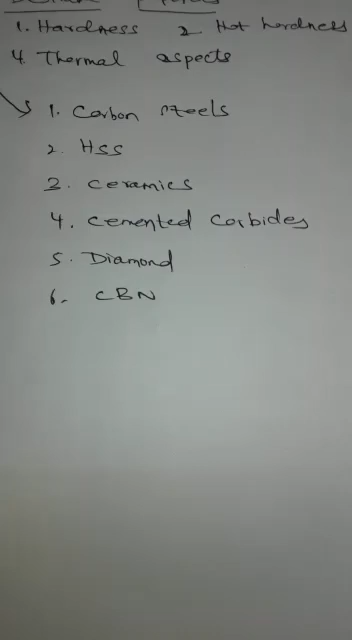 1. Hardness 2 Hot hardness
4 Thermal aspects
1. Carbon steels
2. HSS
3. Ceramics
4. Cemented Carbides
5. Diamond
6. CBN